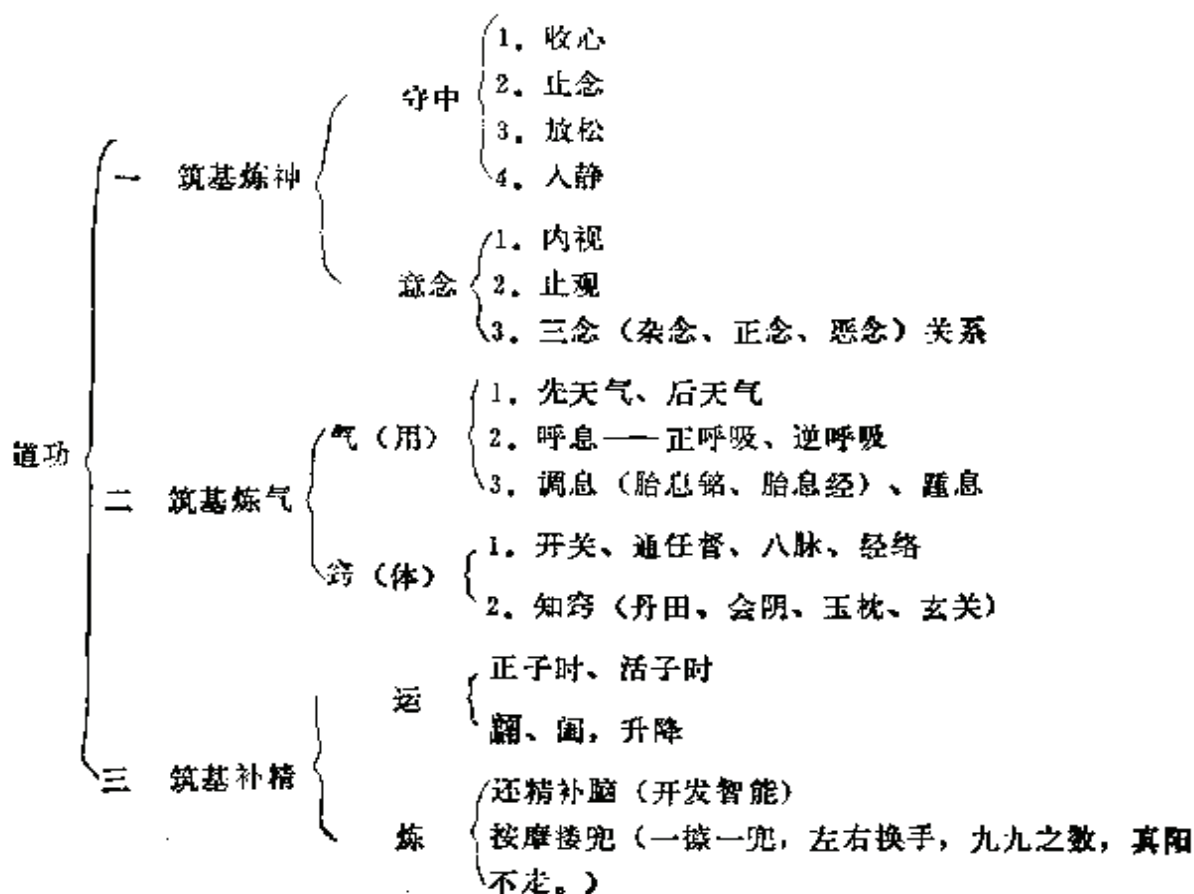 道功
一 筑基炼神
守中
1. 收心
2. 止念
3. 放松
4. 入静
意念
1. 内视
2. 止观
3. 三念（杂念、正念、恶念）关系
二 筑基炼气
气（用）
1. 先天气、后天气
2. 呼息——正呼吸、逆呼吸
3. 调息（胎息铭、胎息经）、踵息
窍（体）
1. 开关、通任督、八脉、经络
2. 知窍（丹田、会阴、玉枕、玄关）
三 筑基补精
运
正子时、活子时
、阖，升降
炼
还精补脑（开发智能）
按摩搂兜（一搓一兜，左右换手，九九之数，真阳
不走。）